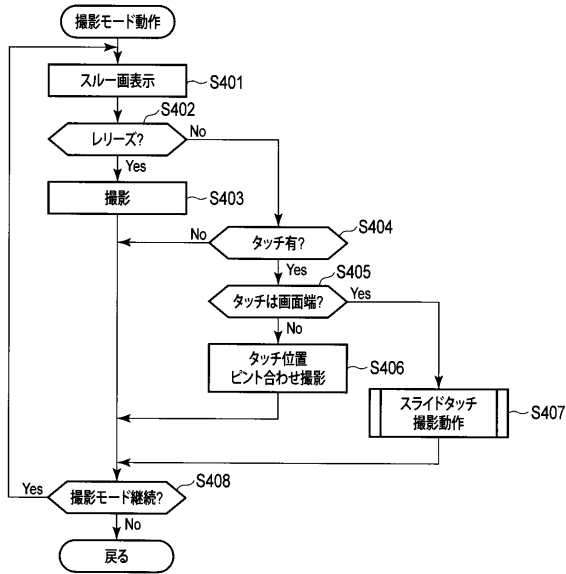 撮影モード動作
スルー画表示
S401
S402
レリーズ?
No
Yes
撮影
S403
S404
No
タッチ有?
Yes
S405
タッチは画面端?
Yes
No
タッチ位置
ピント合わせ撮影
S406
スライドタッチ
撮影動作
S407
S408
Yes
撮影モード継続?
No
戻る